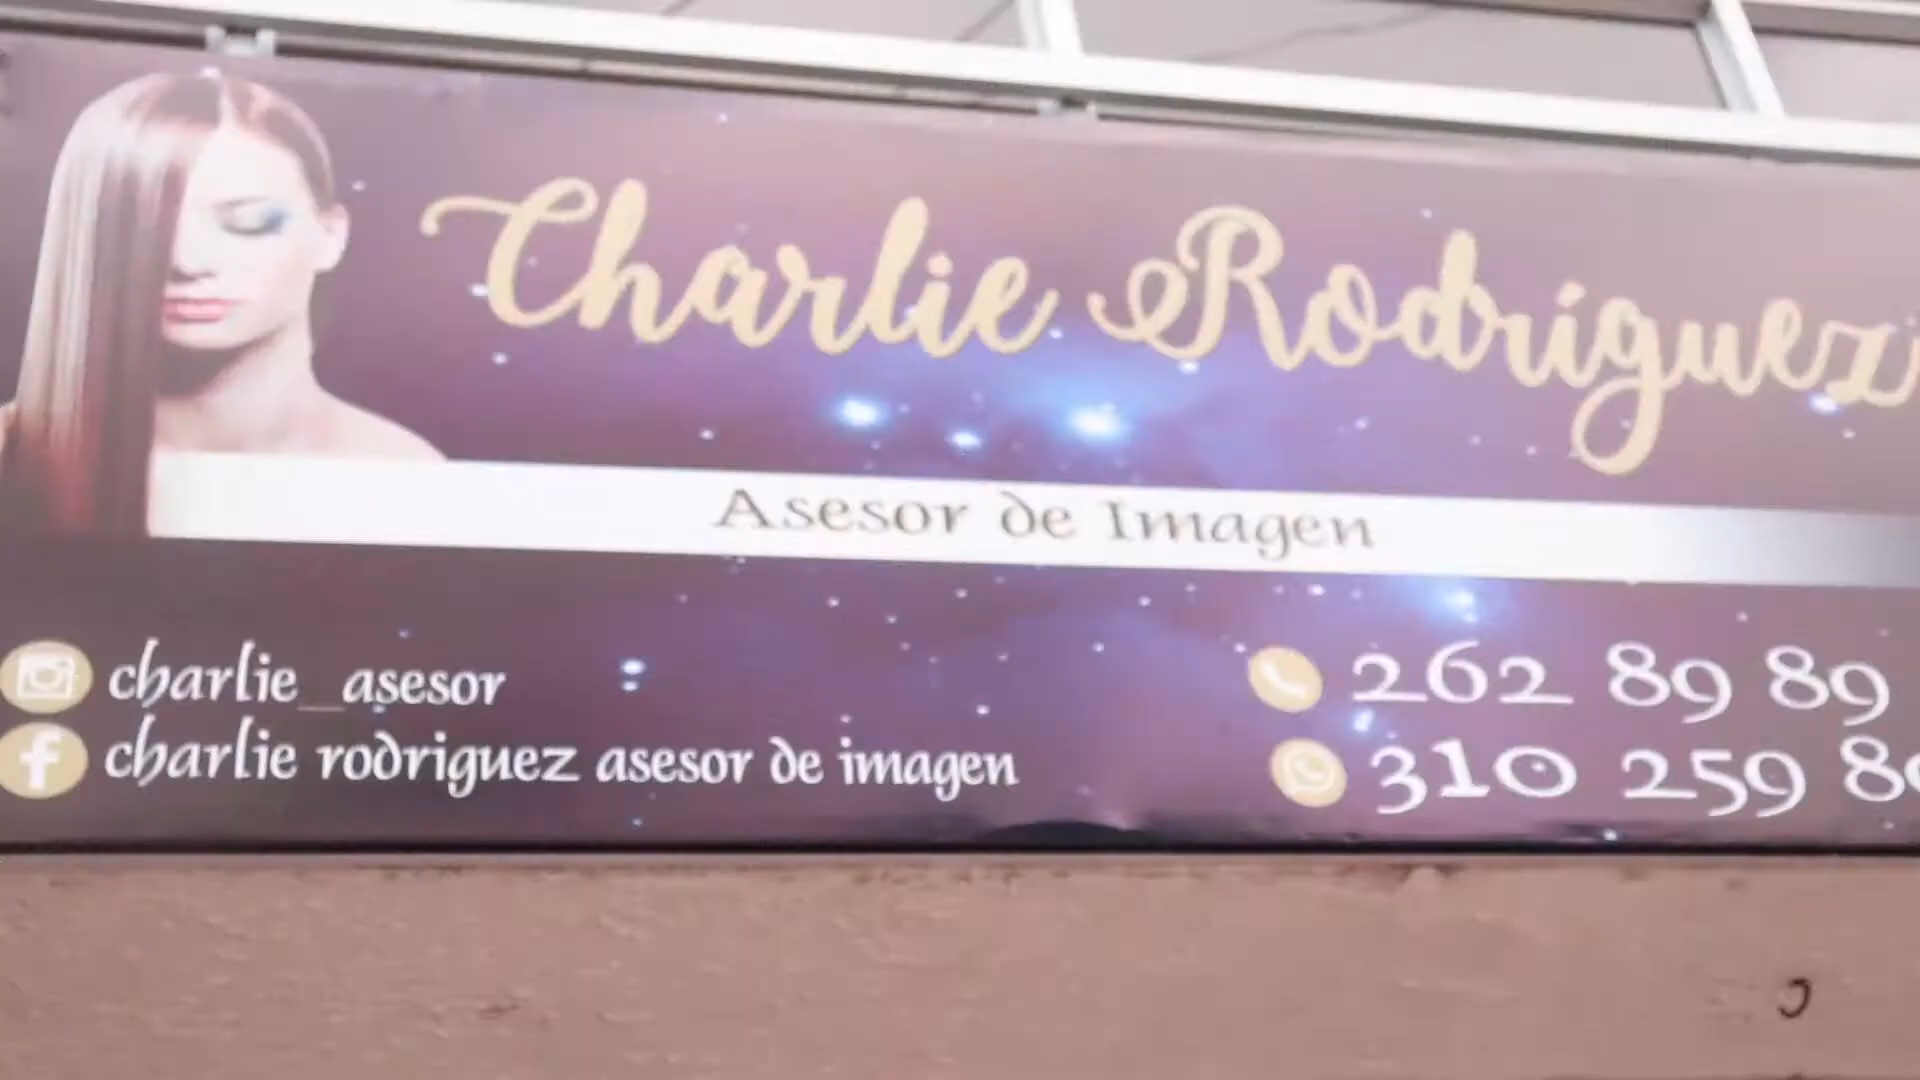 Charlie Rodriguez
Asesor de Imagen
charlie_asesor
charlie rodriguez asesor de imagen
262 89 89
310 259